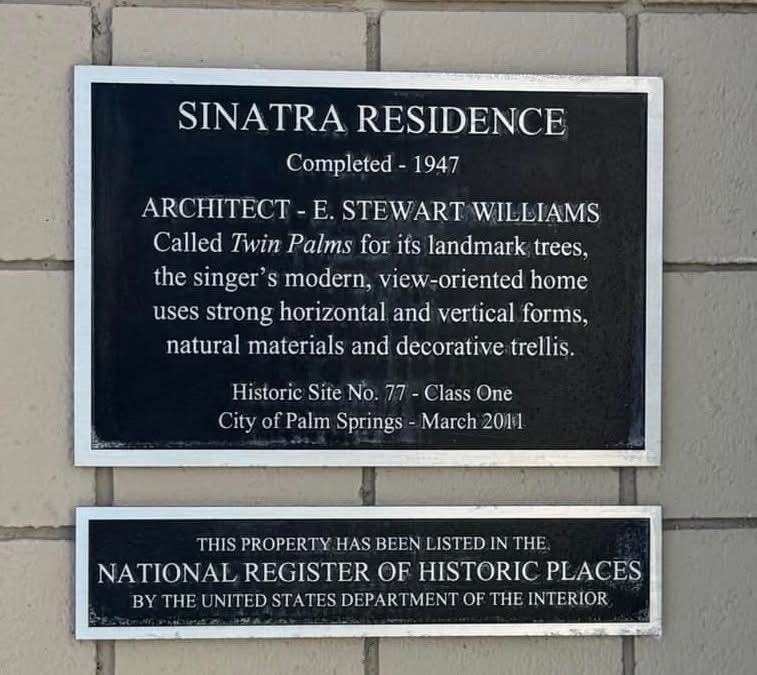 SINATRA RESIDENCE
Completed - 1947
ARCHITECT - E. STEWART WILLIAMS
Called Twin Palms for its landmark trees,
the singer's modern, view-oriented home
uses strong horizontal and vertical forms,
natural materials and decorative trellis.
Historic Site No. 77 - Class One
City of Palm Springs - March 2011
THIS PROPERTY HAS BEEN LISTED IN THE
NATIONAL REGISTER OF HISTORIC PLACES
BY THE UNITED STATES DEPARTMENT OF THE INTERIOR